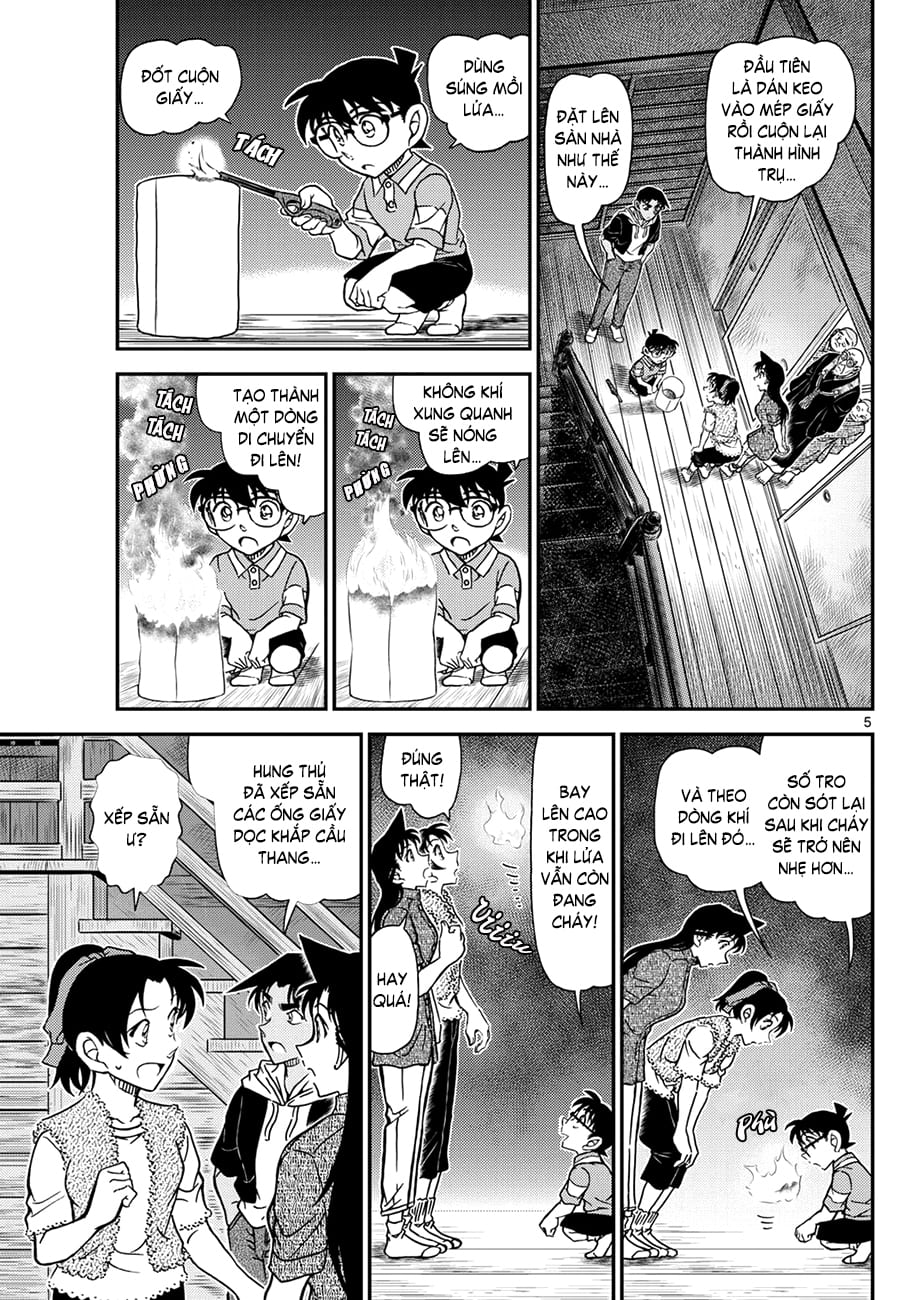 ĐẦU TIÊN
LÀ DÁN KEO
VÀO MÉP GIẤY
RỒI CUỘN LẠI
THÀNH HÌNH
TRỤ...
ĐẶT LÊN
SẢN NHÀ
NHƯ THẾ
NÀY...
DÙNG
SÚNG MỒI
LỬA...
ĐỐT CUỘN
GIẤY...
TÁCH
KHÔNG KHÍ
XUNG QUANH
SẼ NÓNG
LÊN...
TÁCH
TÁCH
PHỪNG
TẠO THÀNH
MỘT DÒNG
DI CHUYỂN
ĐI LÊN!
TÁCH
TÁCH
PHỪNG
5
SỐ TRO
CÒN SÓT LẠI
SAU KHI CHÁY
SẼ TRỞ NÊN
NHẸ HƠN...
VÀ THEO
DÒNG KHÍ
ĐI LÊN ĐÓ...
PHÙ
BAY
LÊN CAO
TRONG
KHI LỬA
VẪN CÒN
ĐANG
CHÁY!
ĐÚNG
THẬT!
Vítiiu
HAY
QUÁ!
HUNG THỦ
ĐÃ XẾP SẴN
CÁC ỐNG GIẤY
DỌC KHẮP CẦU
THANG...
XẾP SẴN
Ư?